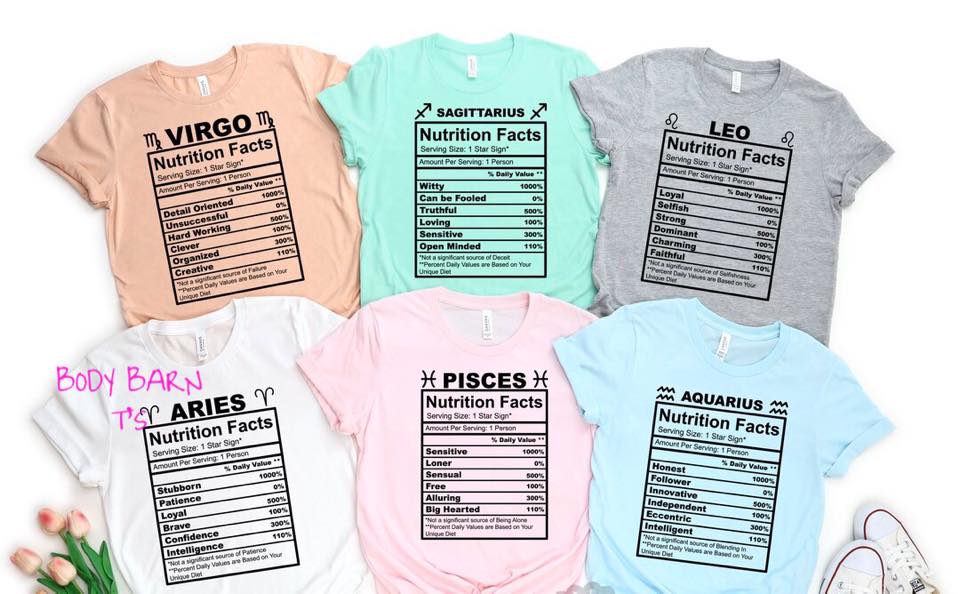 VIRGO
Nutrition Facts
Serving Size: 1 Star Sign*
Amount Per Serving: 1 Person
% Daily Value **
Detail Oriented 1000%
Unsuccessful 0%
Hard Working 500%
Clever 100%
Organized 300%
Creative 110%
*Not a significant source of Failure
**Percent Daily Values are Based on Your
Unique Diet
SAGITTARIUS
Nutrition Facts
Serving Size: 1 Star Sign*
Amount Per Serving: 1 Person
% Daily Value **
Witty 1000%
Can be Fooled 0%
Truthful 500%
Loving 100%
Sensitive 300%
Open Minded 110%
*Not a significant source of Deceit
**Percent Daily Values are Based on Your
Unique Diet
LEO
Nutrition Facts
Serving Size: 1 Star Sign*
Amount Per Serving: 1 Person
% Daily Value **
Loyal 1000%
Selfish 0%
Strong 500%
Dominant 100%
Charming 300%
Faithful 110%
*Not a significant source of Selfishness
**Percent Daily Values are Based on Your
Unique Diet
BODY BARN
T'S
ARIES
Nutrition Facts
Serving Size: 1 Star Sign*
Amount Per Serving: 1 Person
% Daily Value **
Stubborn 1000%
Patience 0%
Loyal 500%
Brave 100%
Confidence 300%
Intelligence 110%
*Not a significant source of Patience
**Percent Daily Values are Based on Your
Unique Diet
PISCES
Nutrition Facts
Serving Size: 1 Star Sign*
Amount Per Serving: 1 Person
% Daily Value **
Sensitive 1000%
Loner 0%
Sensual 500%
Free 100%
Alluring 300%
Big Hearted 110%
*Not a significant source of Being Alone
**Percent Daily Values are Based on Your
Unique Diet
AQUARIUS
Nutrition Facts
Serving Size: 1 Star Sign*
Amount Per Serving: 1 Person
% Daily Value **
Honest 1000%
Follower 0%
Innovative 500%
Independent 100%
Eccentric 300%
Intelligent 110%
*Not a significant source of Blending In
**Percent Daily Values are Based on Your
Unique Diet